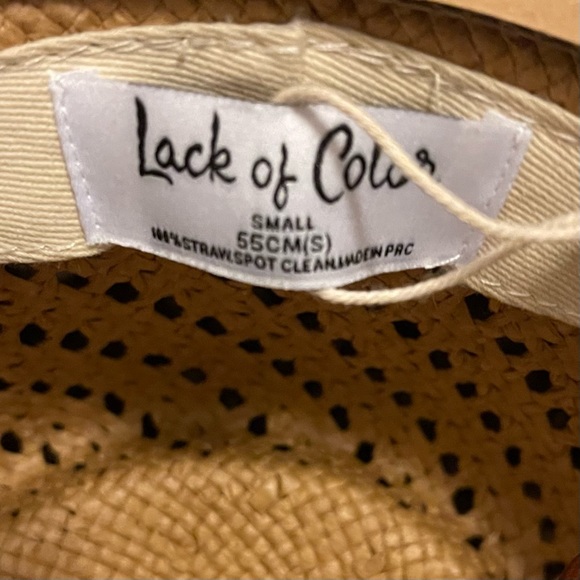 Lack of Color
SMALL
55CM(S)
100%STRAW.SPOT CLEAN.MADE IN PRC